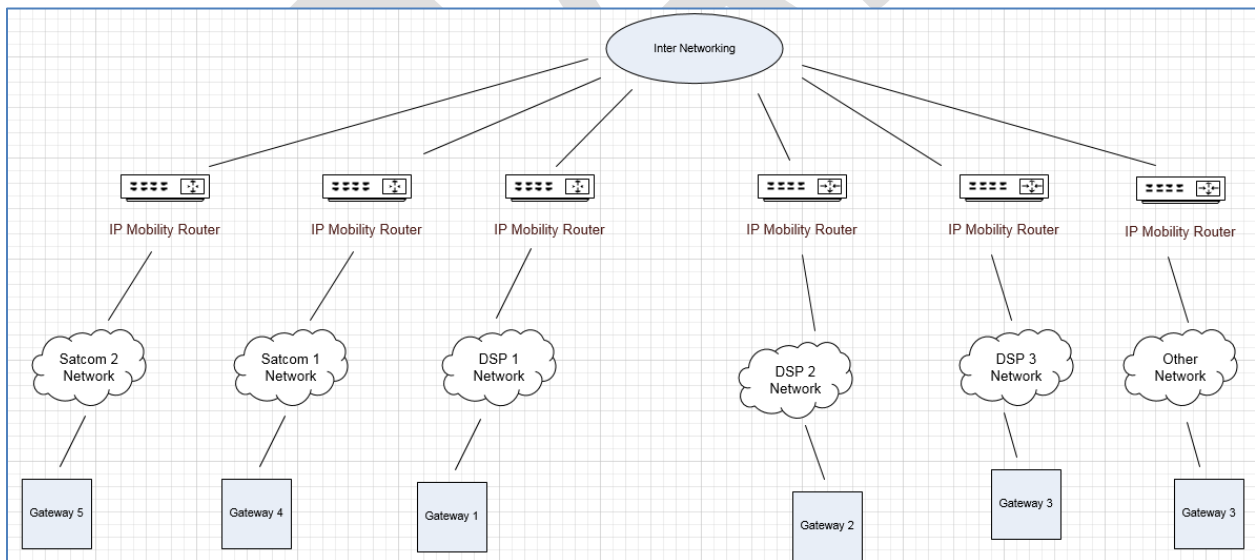 Inter Networking
IP Mobility Router
IP Mobility Router
IP Mobility Router
IP Mobility Router
IP Mobility Router
IP Mobility Router
Satcom 2
Network
Satcom 1
Network
DSP 1
Network
DSP 2
Network
DSP 3
Network
Other
Network
Gateway 5
Gateway 4
Gateway 1
Gateway 2
Gateway 3
Gateway 3